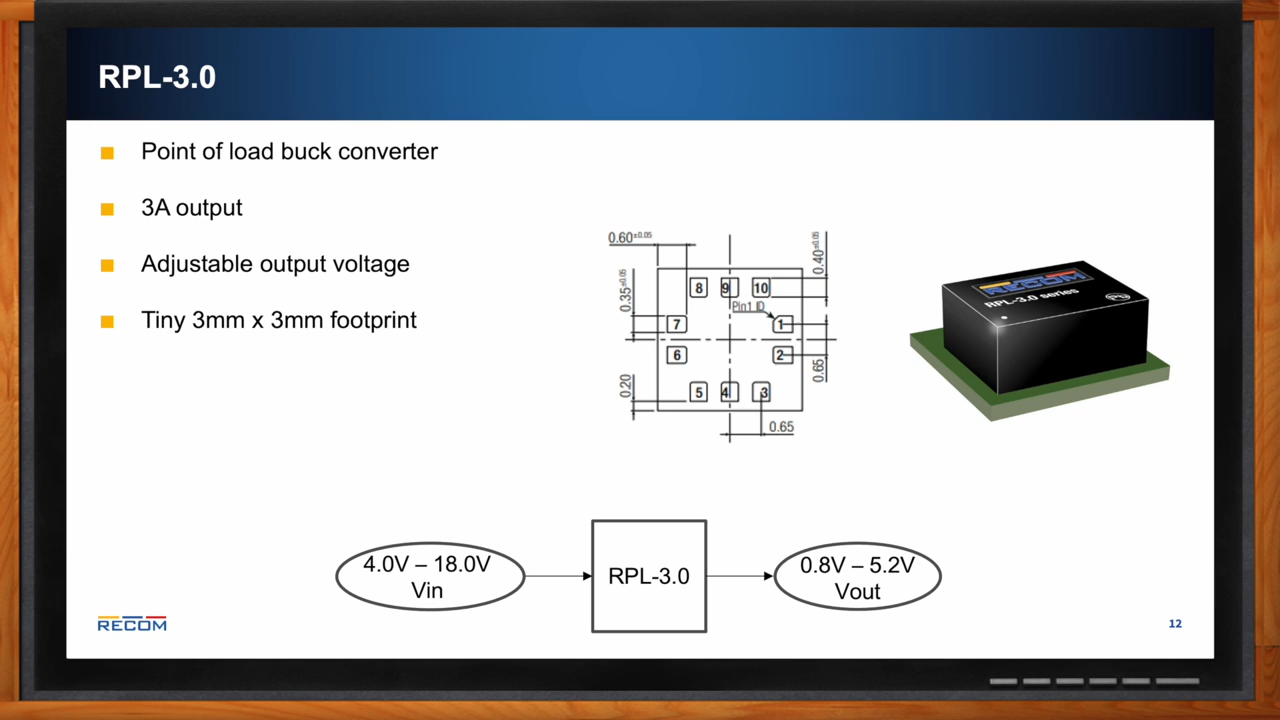 RPL-3.0
Point of load buck converter
3A output
Adjustable output voltage
Tiny 3mm x 3mm footprint
0.60±0.05
0.40±0.05
0.35±0.05
8 9 10
Pin1 ID
7 1
6 2
5 4 3
0.20
0.65
0.65
RECOM
RPL-3.0 series
4.0V – 18.0V
Vin
RPL-3.0
0.8V – 5.2V
Vout
RECOM
12